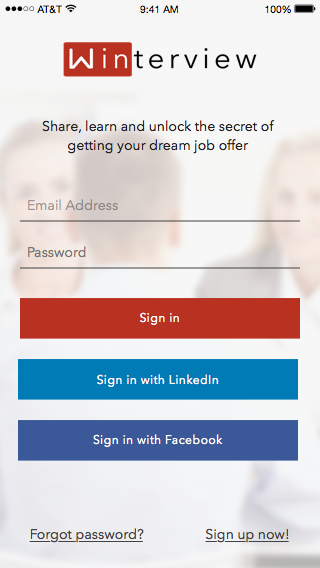 AT&T 9:41 AM 100%
Winterview
Share, learn and unlock the secret of
getting your dream job offer
Email Address
Password
Sign in
Sign in with LinkedIn
Sign in with Facebook
Forgot password? Sign up now!